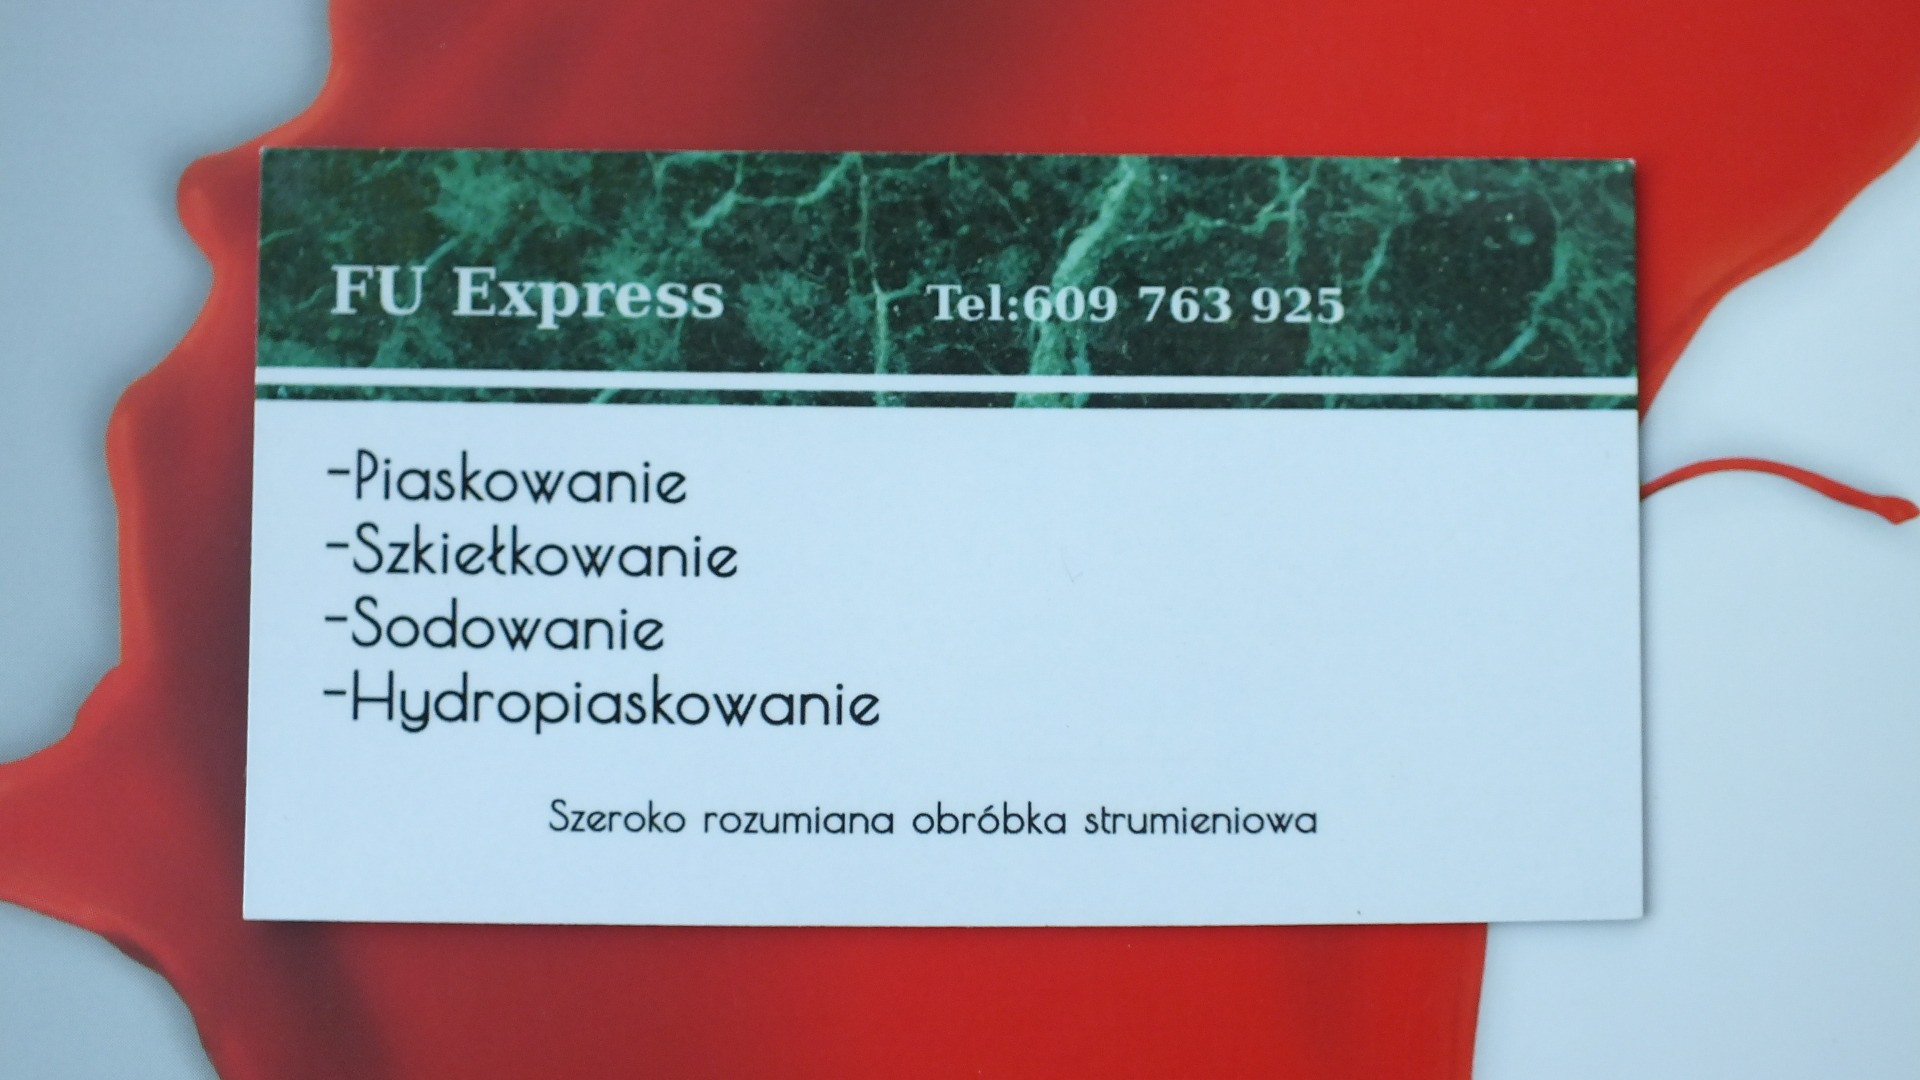 FU Express Tel:609 763 925
-Piaskowanie
-Szkiełkowanie
-Sodowanie
-Hydropiaskowanie
Szeroko rozumiana obróbka strumieniowa